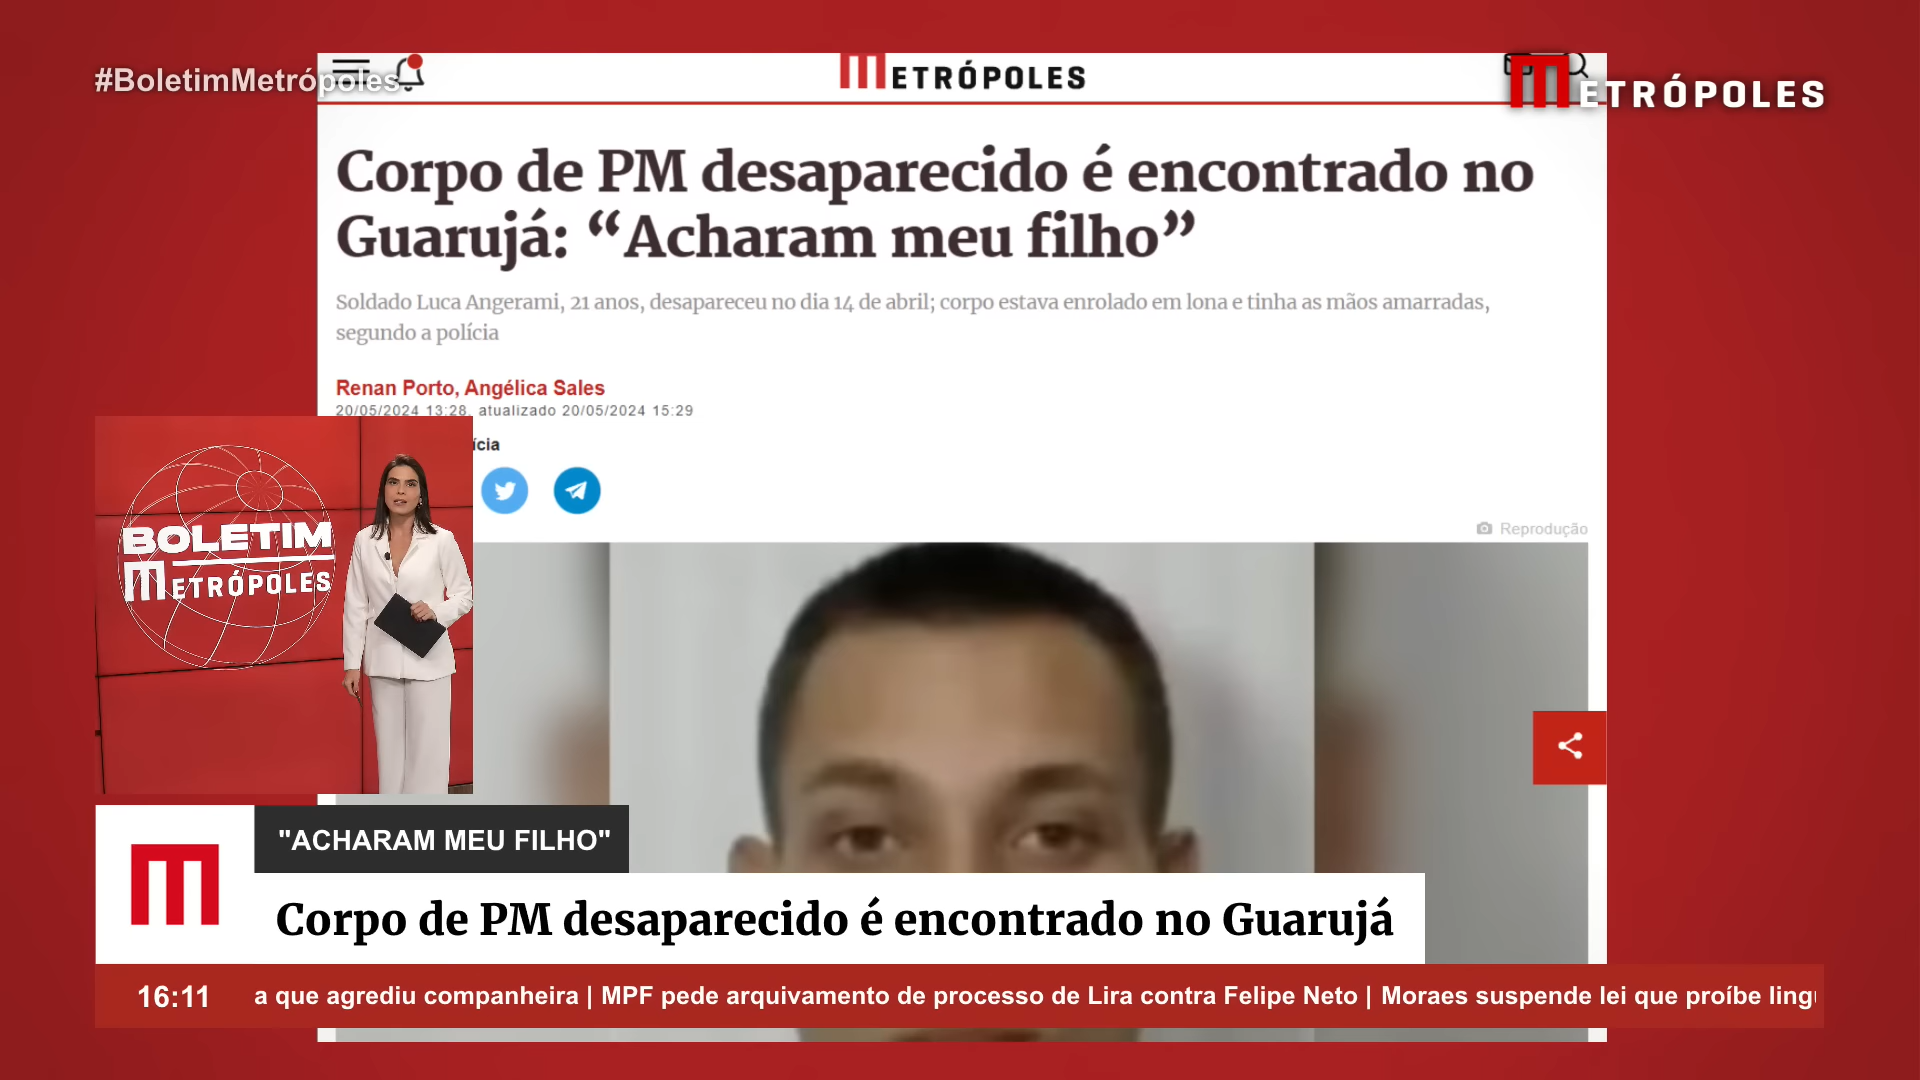 #BoletimMetrópoles
METRÓPOLES
METRÓPOLES
Corpo de PM desaparecido é encontrado no
Guarujá: “Acharam meu filho”
Soldado Luca Angerami, 21 anos, desapareceu no dia 14 de abril; corpo estava enrolado em lona e tinha as mãos amarradas,
segundo a polícia
Renan Porto, Angélica Sales
20/05/2024 13:28, atualizado 20/05/2024 15:29
ícia
Reprodução
BOLETIM
METRÓPOLES
"ACHARAM MEU FILHO"
Corpo de PM desaparecido é encontrado no Guarujá
16:11 a que agrediu companheira | MPF pede arquivamento de processo de Lira contra Felipe Neto | Moraes suspende lei que proíbe